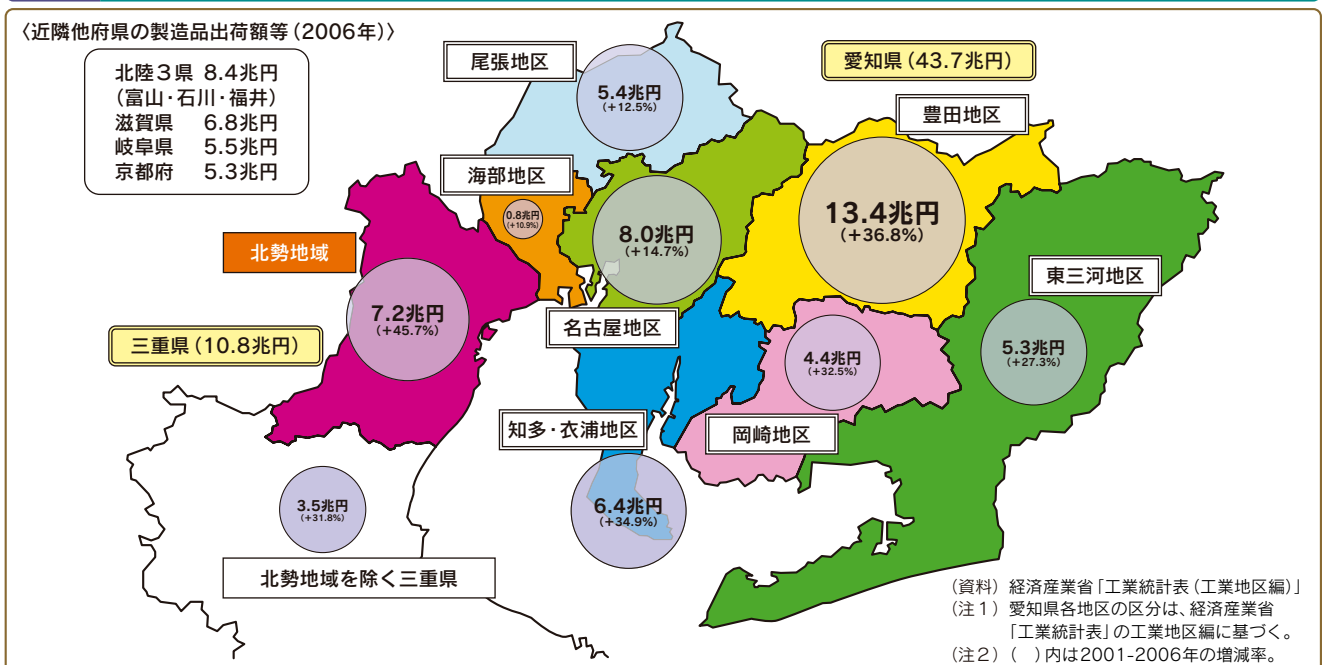 〈近隣他府県の製造品出荷額等(2006年)〉
北陸3県 8.4兆円
(富山・石川・福井)
滋賀県 6.8兆円
岐阜県 5.5兆円
京都府 5.3兆円
尾張地区
5.4兆円
(+12.5%)
愛知県(43.7兆円)
豊田地区
13.4兆円
(+36.8%)
海部地区
0.8兆円
(+10.9%)
8.0兆円
(+14.7%)
名古屋地区
北勢地域
7.2兆円
(+45.7%)
三重県(10.8兆円)
東三河地区
5.3兆円
(+27.3%)
4.4兆円
(+32.5%)
岡崎地区
知多・衣浦地区
6.4兆円
(+34.9%)
3.5兆円
(+31.8%)
北勢地域を除く三重県
(資料) 経済産業省「工業統計表(工業地区編)」
(注1) 愛知県各地区の区分は、経済産業省
「工業統計表」の工業地区編に基づく。
(注2) ( )内は2001-2006年の増減率。